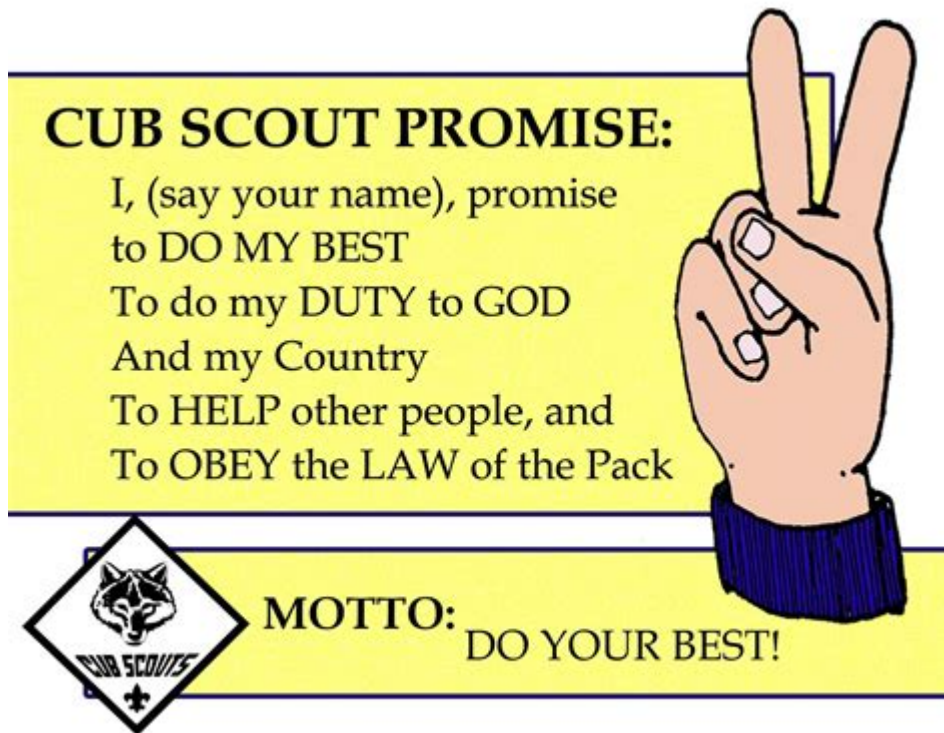 CUB SCOUT PROMISE:
I, (say your name), promise
to DO MY BEST
To do my DUTY to GOD
And my Country
To HELP other people, and
To OBEY the LAW of the Pack
CUB SCOUTS
MOTTO:
DO YOUR BEST!